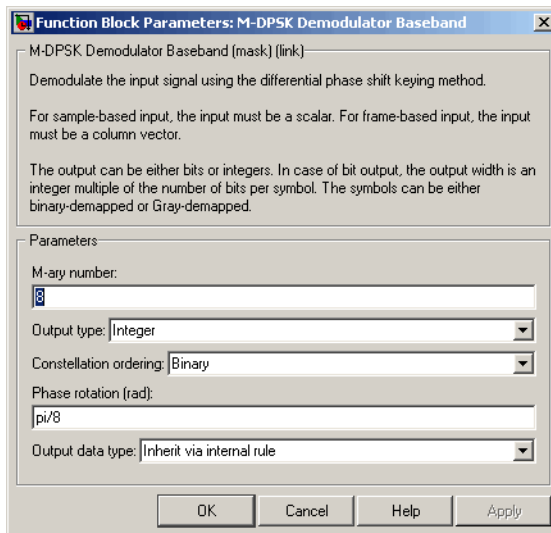 Function Block Parameters: M-DPSK Demodulator Baseband
M-DPSK Demodulator Baseband (mask) (link)
Demodulate the input signal using the differential phase shift keying method.
For sample-based input, the input must be a scalar. For frame-based input, the input
must be a column vector.
The output can be either bits or integers. In case of bit output, the output width is an
integer multiple of the number of bits per symbol. The symbols can be either
binary-demapped or Gray-demapped.
Parameters
M-ary number:
8
Output type: Integer
Constellation ordering: Binary
Phase rotation (rad):
pi/8
Output data type: Inherit via internal rule
OK Cancel Help Apply